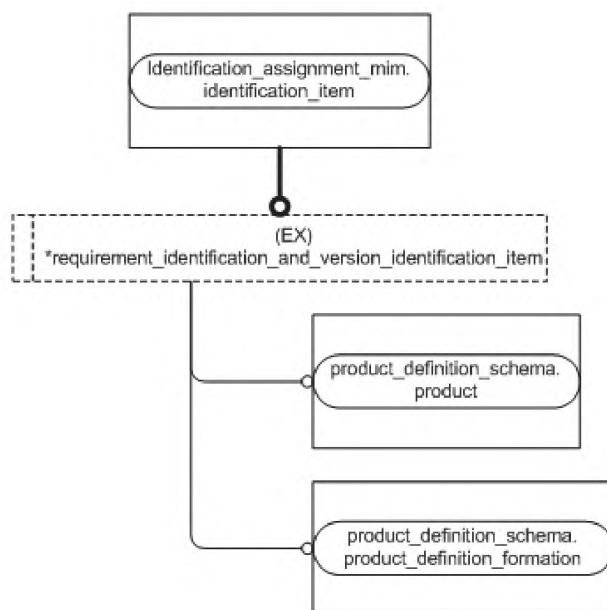 Identification_assignment_mim.
identification_item
(EX)
*requirement_identification_and_version_identification_item
product_definition_schema.
product
product_definition_schema.
product_definition_formation